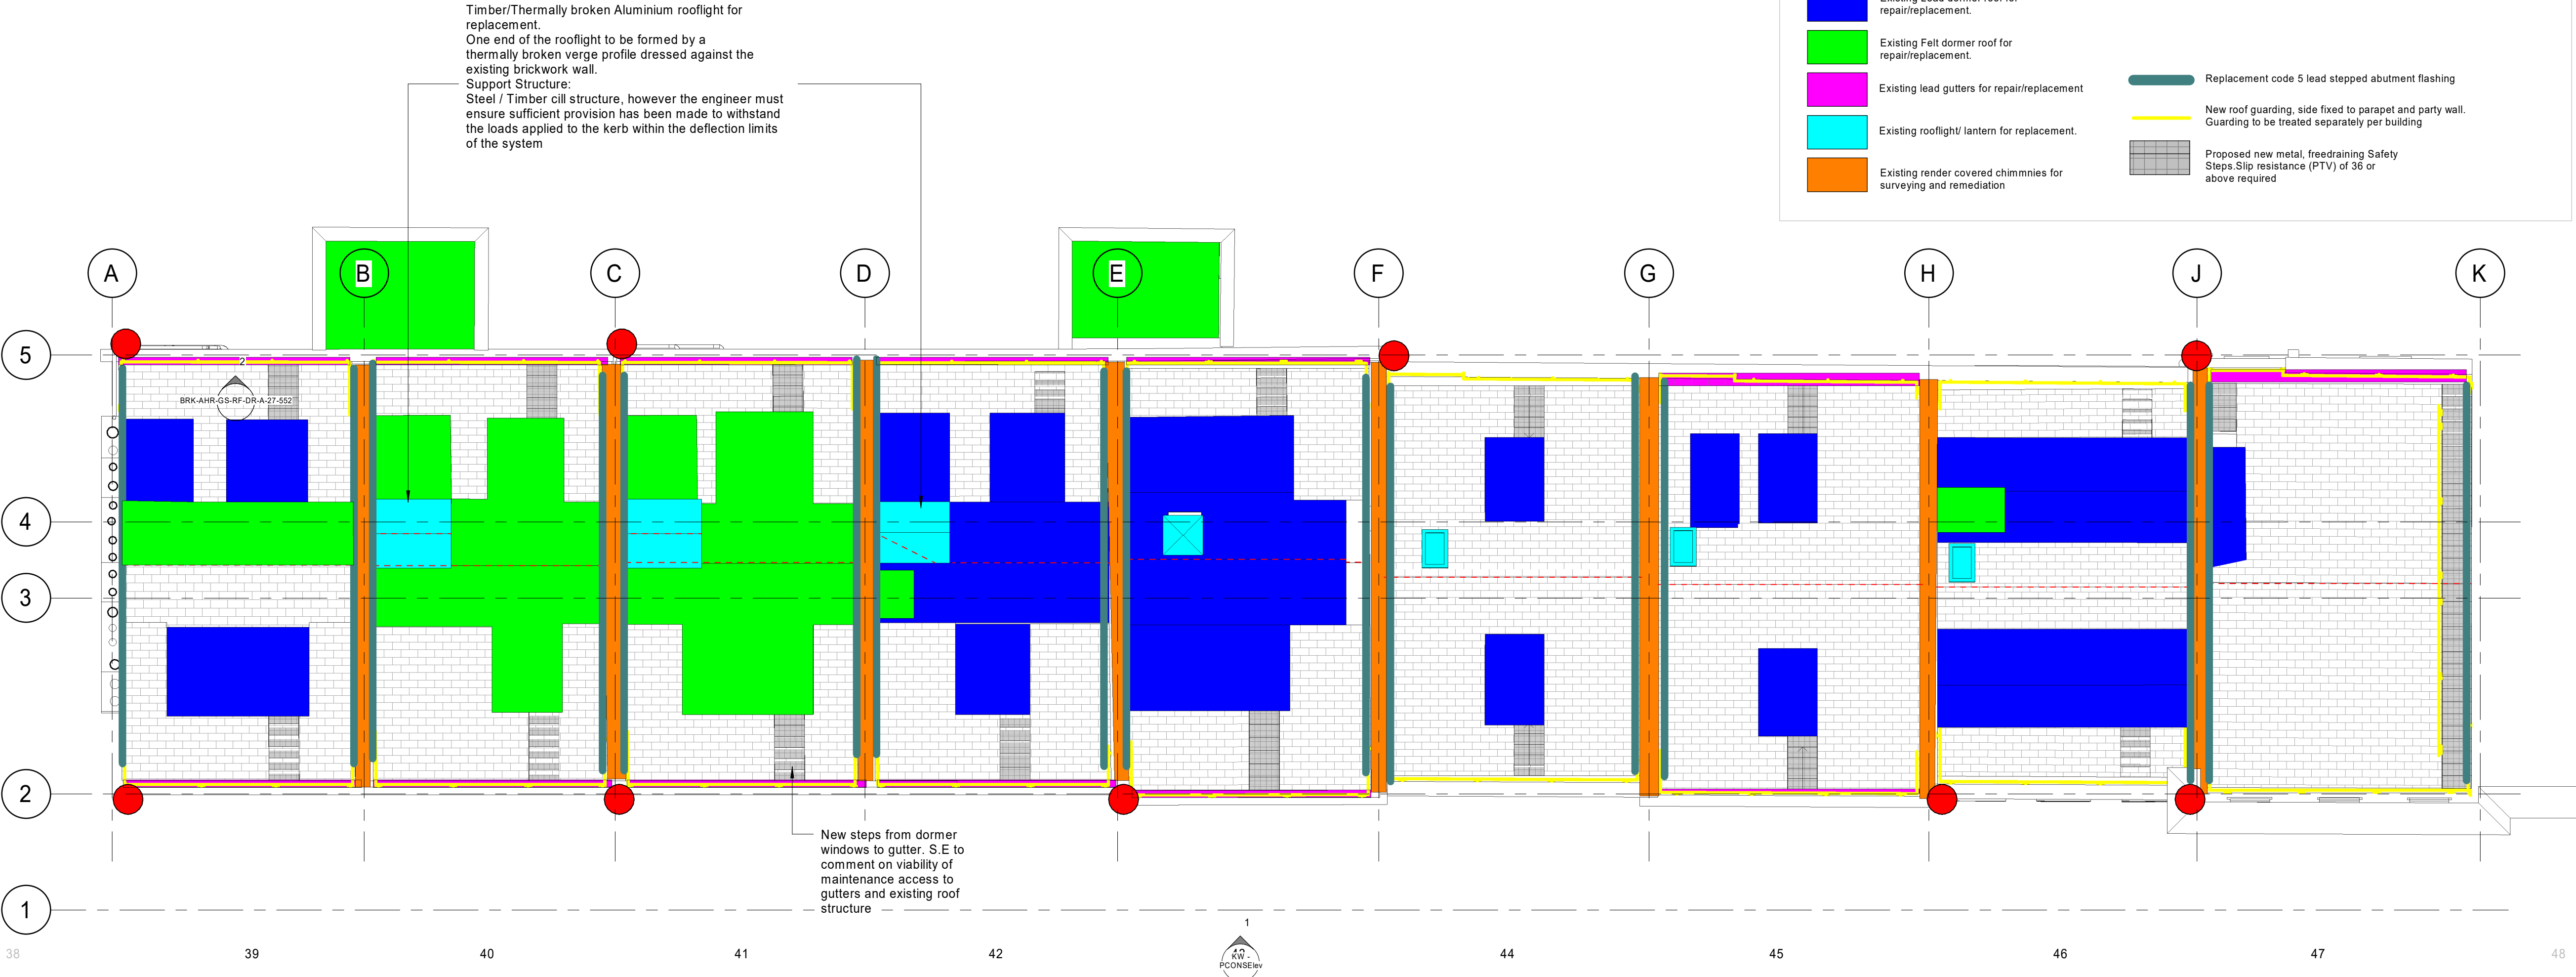 Timber/Thermally broken Aluminium rooflight for
replacement.
One end of the rooflight to be formed by a
thermally broken verge profile dressed against the
existing brickwork wall.
Support Structure:
Steel / Timber cill structure, however the engineer must
ensure sufficient provision has been made to withstand
the loads applied to the kerb within the deflection limits
of the system
repair/replacement.
Existing Felt dormer roof for
repair/replacement.
Existing lead gutters for repair/replacement
Existing rooflight/ lantern for replacement.
Existing render covered chimmnies for
surveying and remediation
Replacement code 5 lead stepped abutment flashing
New roof guarding, side fixed to parapet and party wall.
Guarding to be treated separately per building
Proposed new metal, freedraining Safety
Steps.Slip resistance (PTV) of 36 or
above required
A
B
C
D
E
F
G
H
J
K
5
2
BRK-AHR-GS-RF-DR-A-27-552
4
3
2
New steps from dormer
windows to gutter. S.E to
comment on viability of
maintenance access to
gutters and existing roof
structure
1
1
38
39
40
41
42
KW -
PCONSElev
44
45
46
47
48